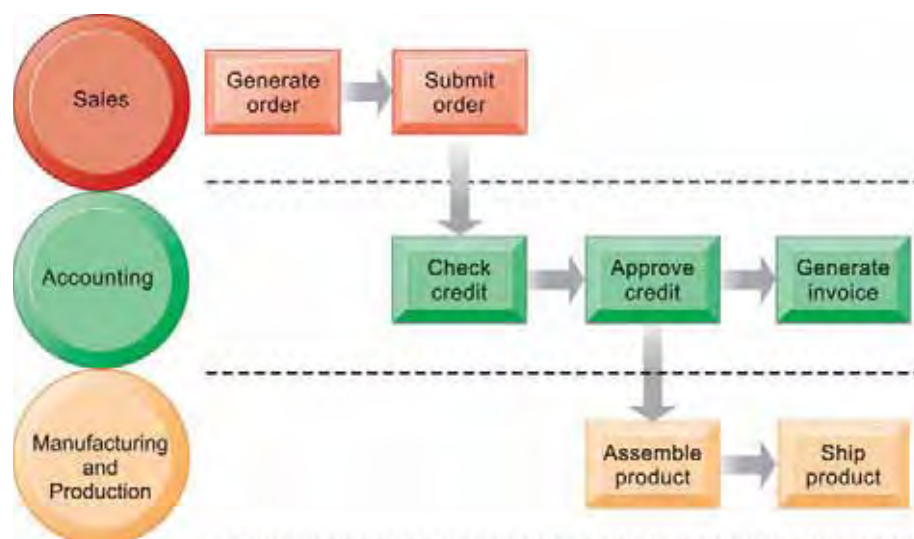 Sales
Generate
order
Submit
order
Accounting
Check
credit
Approve
credit
Generate
invoice
Manufacturing
and
Production
Assemble
product
Ship
product